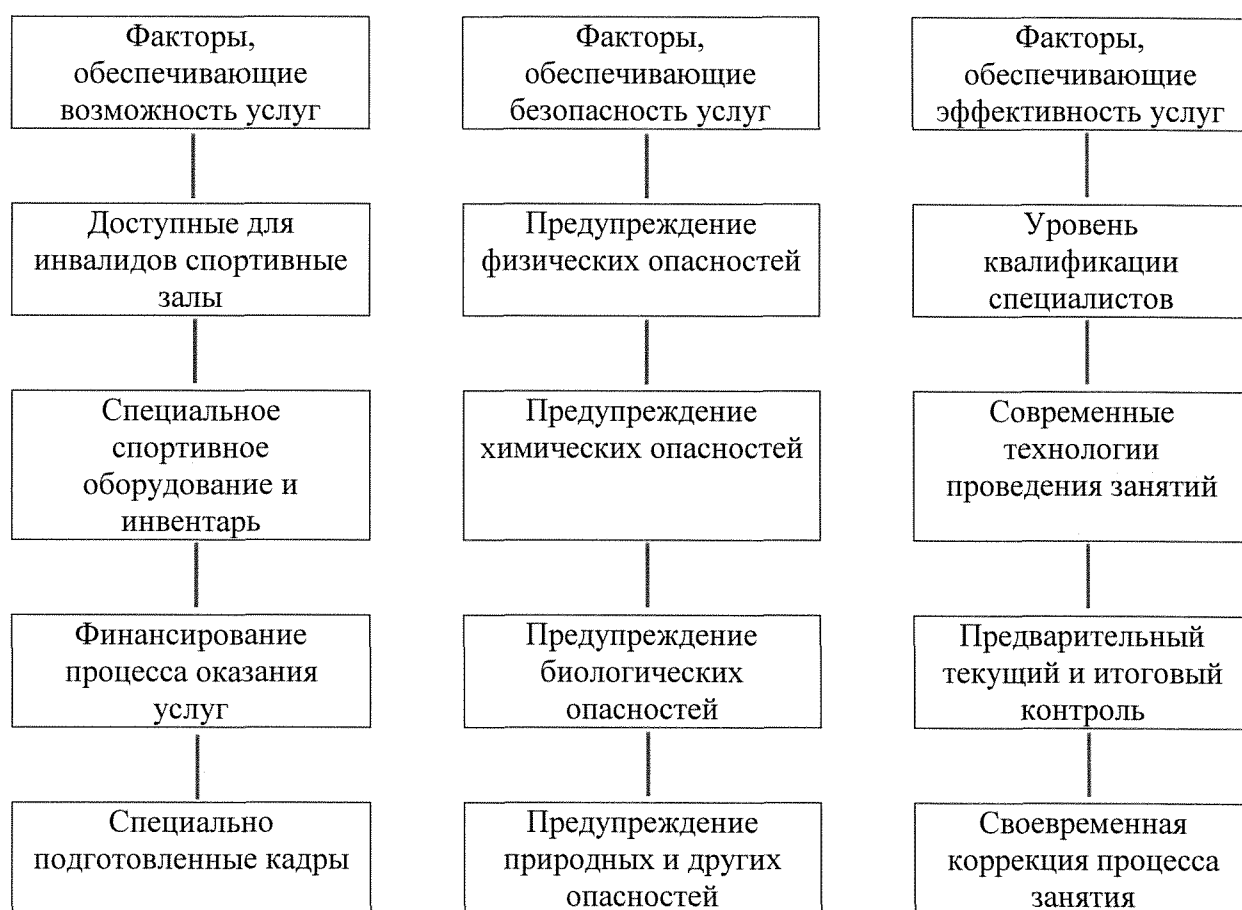 Факторы,
обеспечивающие
возможность услуг
Доступные для
инвалидов спортивные
залы
Специальное
спортивное
оборудование и
инвентарь
Финансирование
процесса оказания
услуг
Специально
подготовленные кадры
Факторы,
обеспечивающие
безопасность услуг
Предупреждение
физических опасностей
Предупреждение
химических опасностей
Предупреждение
биологических
опасностей
Предупреждение
природных и других
опасностей
Факторы,
обеспечивающие
эффективность услуг
Уровень
квалификации
специалистов
Современные
технологии
проведения занятий
Предварительный
текущий и итоговый
контроль
Своевременная
коррекция процесса
занятия